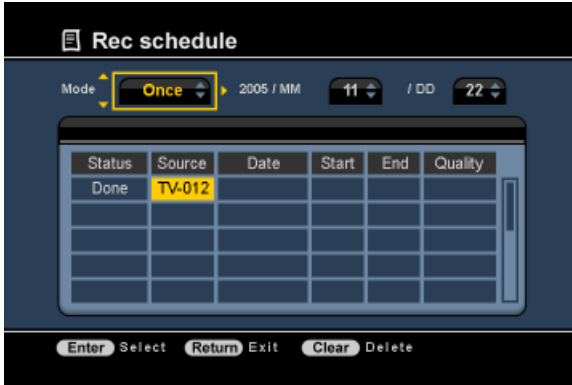 Rec schedule
Mode Once 2005 / MM 11 / DD 22
Status Source Date Start End Quality
Done TV-012
Enter Select Return Exit Clear Delete